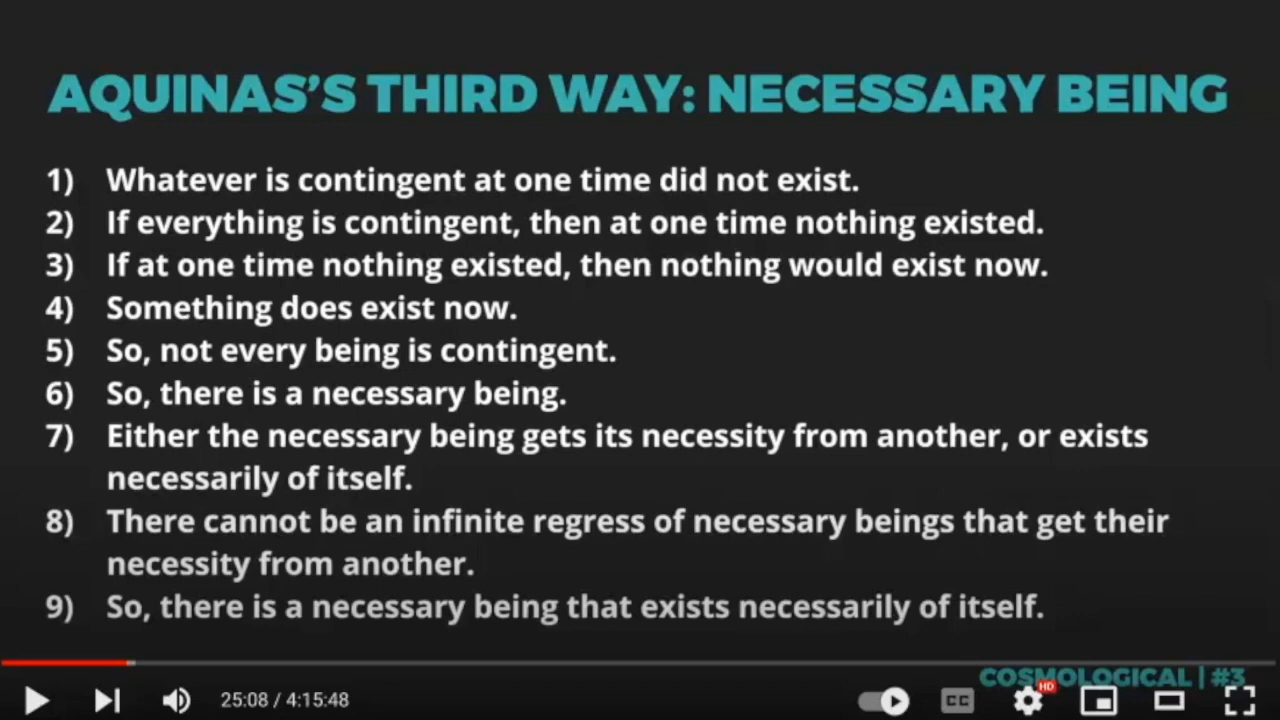 AQUINAS'S THIRD WAY: NECESSARY BEING
1) Whatever is contingent at one time did not exist.
2) If everything is contingent, then at one time nothing existed.
3) If at one time nothing existed, then nothing would exist now.
4) Something does exist now.
5) So, not every being is contingent.
6) So, there is a necessary being.
7) Either the necessary being gets its necessity from another, or exists
necessarily of itself.
8) There cannot be an infinite regress of necessary beings that get their
necessity from another.
9) So, there is a necessary being that exists necessarily of itself.
COSMOLOGICAL | #3
25:08 / 4:15:48
CC
HD